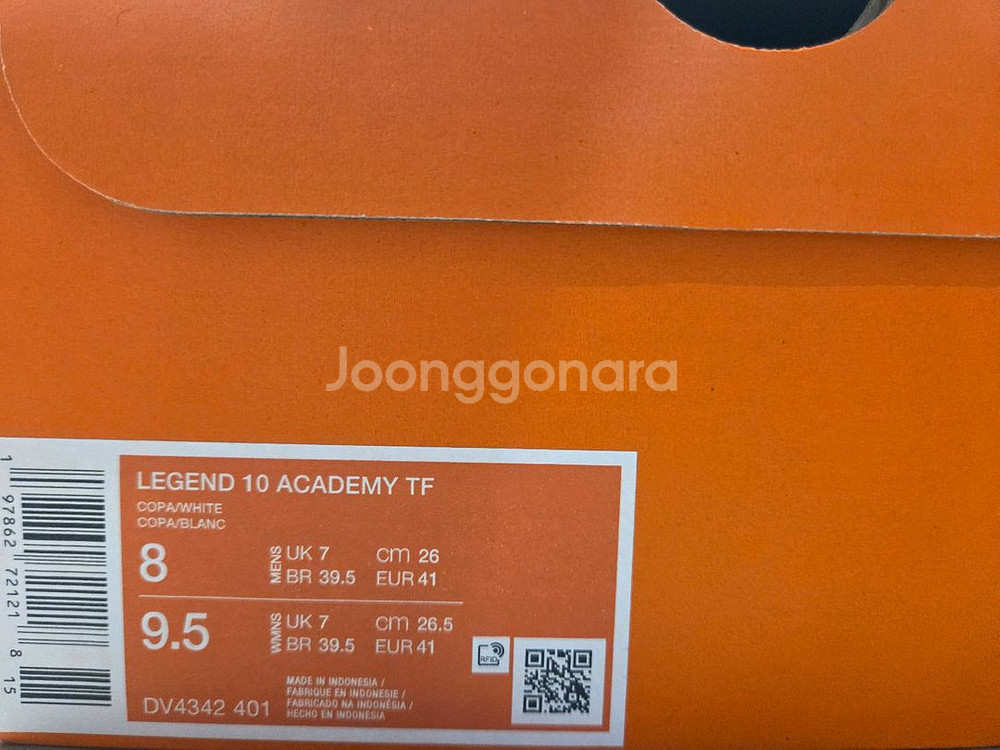 Joonggonara
LEGEND 10 ACADEMY TF
COPA/WHITE
COPA/BLANC
8 MENS UK 7 cm 26
BR 39.5 EUR 41
9.5 WMNS UK 7 cm 26.5
BR 39.5 EUR 41
RFID
MADE IN INDONESIA /
FABRIQUE EN INDONESIE /
FABRICADO NA INDONÉSIA /
HECHO EN INDONESIA
DV4342 401
1 97862 72121 8 15